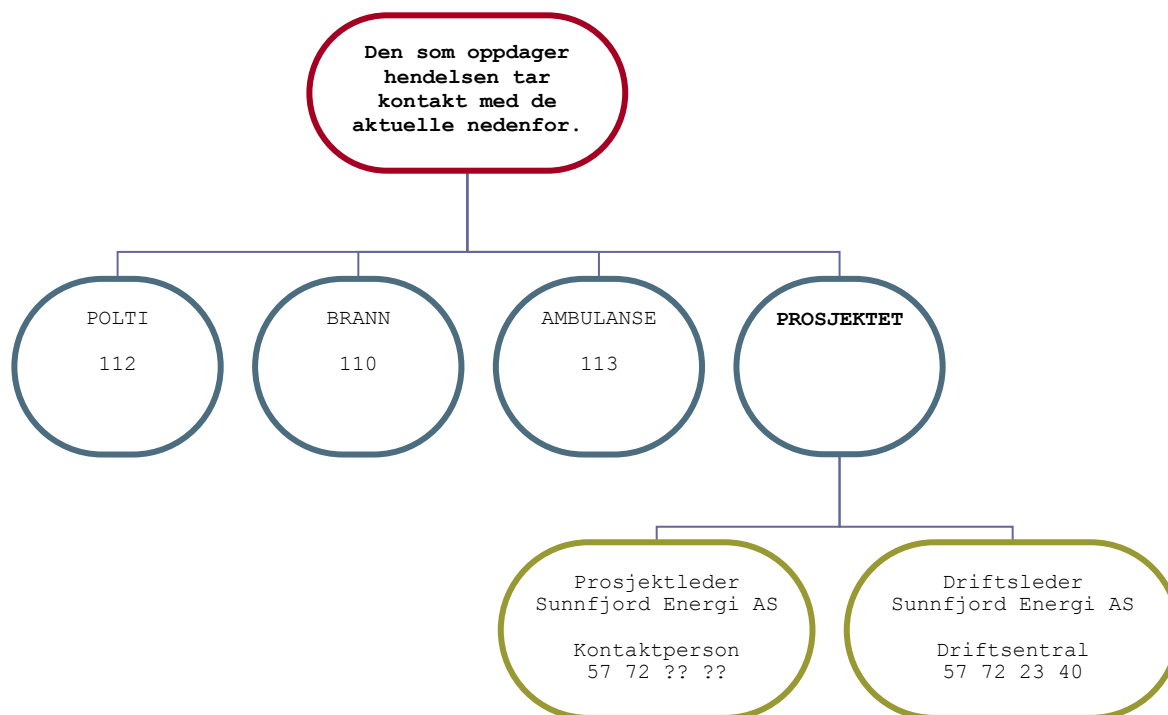 Den som oppdager
hendelsen tar
kontakt med de
aktuelle nedenfor.
POLTI
112
BRANN
110
AMBULANSE
113
PROSJEKTET
Prosjektleder
Sunnfjord Energi AS
Kontaktperson
57 72 ?? ??
Driftsleder
Sunnfjord Energi AS
Driftsentral
57 72 23 40